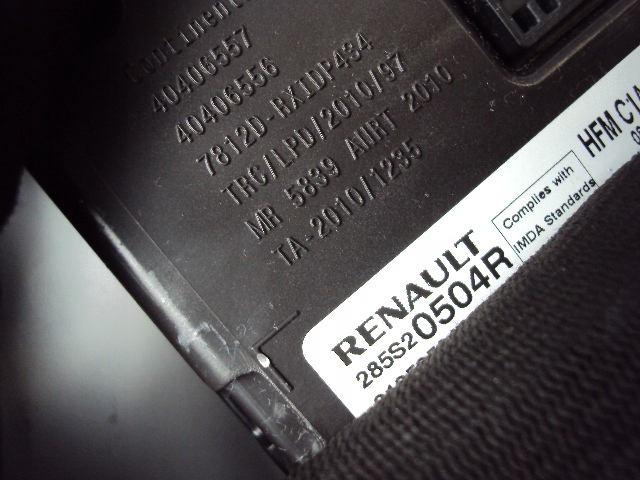 Continent
40406557
40406556
7812D-RXIDP434
TRC/LPD/2010/97
MR 5839 ANRT 2010
TA-2010/1235
RENAULT
285S20504R
Complies with
IMDA Standards
HFM C1A